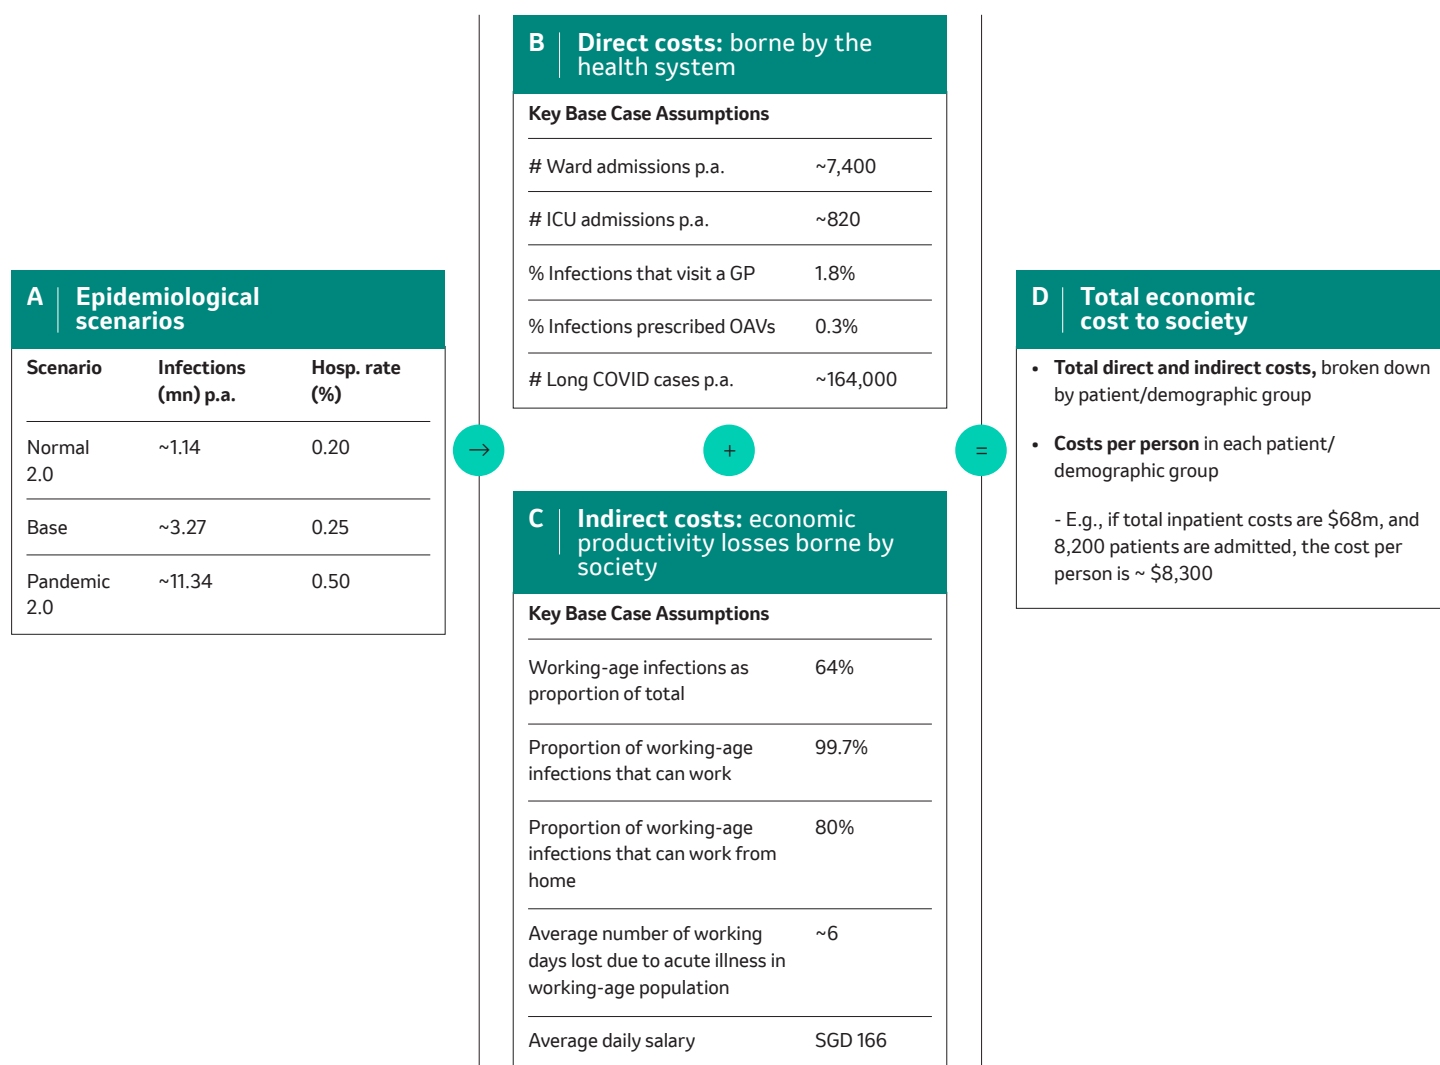 A
Epidemiological
scenarios
Scenario
Infections
(mn) p.a.
Hosp. rate
(%)
Normal
2.0
~1.14
0.20
Base
~3.27
0.25
Pandemic
2.0
~11.34
0.50
→
B
Direct costs: borne by the
health system
Key Base Case Assumptions
# Ward admissions p.a. ~7,400
# ICU admissions p.a. ~820
% Infections that visit a GP 1.8%
% Infections prescribed OAVs 0.3%
# Long COVID cases p.a. ~164,000
+
C
Indirect costs: economic
productivity losses borne by
society
Key Base Case Assumptions
Working-age infections as 64%
proportion of total
Proportion of working-age 99.7%
infections that can work
Proportion of working-age 80%
infections that can work from
home
Average number of working ~6
days lost due to acute illness in
working-age population
Average daily salary SGD 166
=
D
Total economic
cost to society
• Total direct and indirect costs, broken down
by patient/demographic group
• Costs per person in each patient/
demographic group
- E.g., if total inpatient costs are $68m, and
8,200 patients are admitted, the cost per
person is ~ $8,300